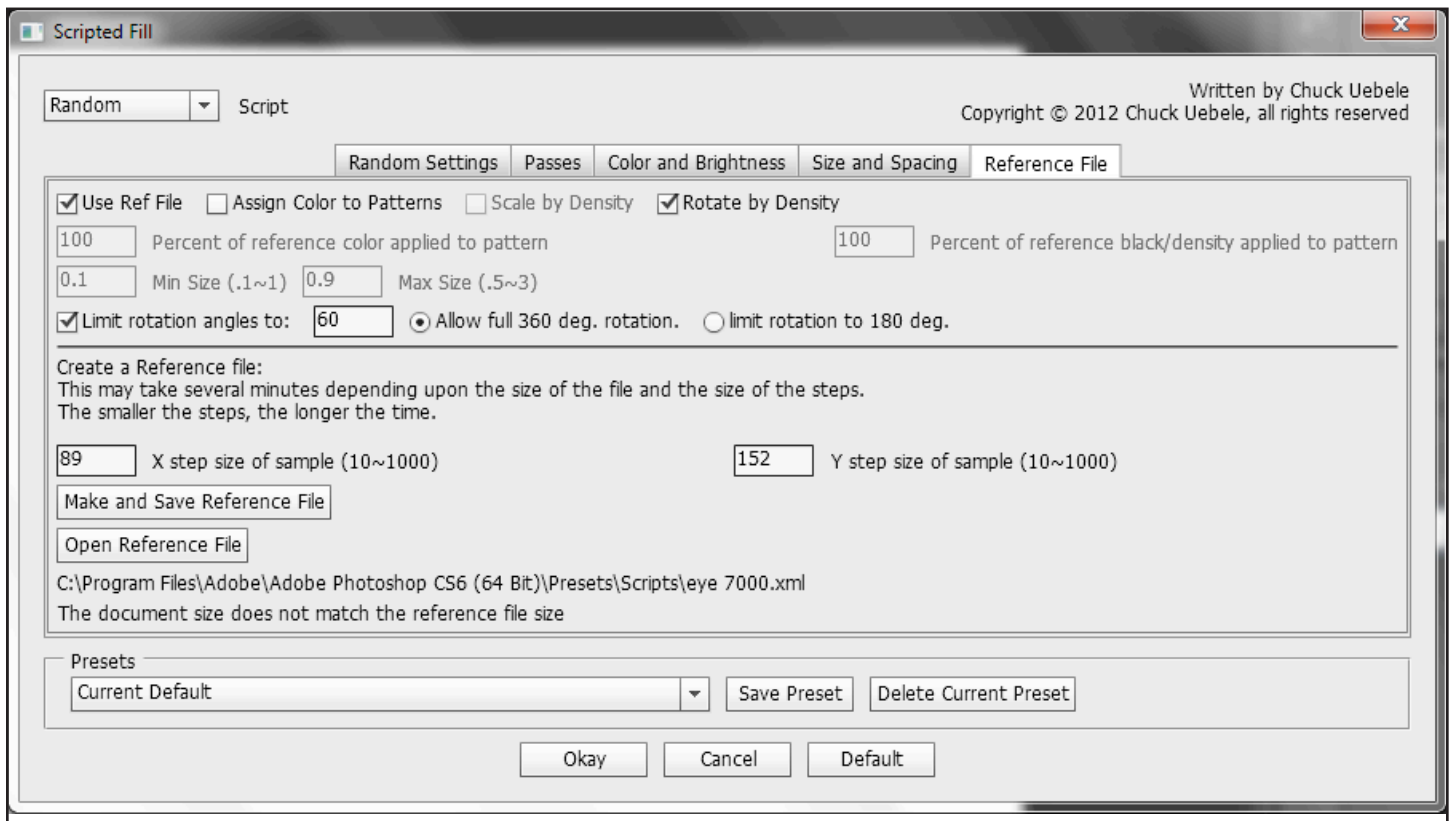 Scripted Fill
Random Script
Written by Chuck Uebele
Copyright © 2012 Chuck Uebele, all rights reserved
Random Settings Passes Color and Brightness Size and Spacing Reference File
Use Ref File Assign Color to Patterns Scale by Density Rotate by Density
100 Percent of reference color applied to pattern 100 Percent of reference black/density applied to pattern
0.1 Min Size (.1~1) 0.9 Max Size (.5~3)
Limit rotation angles to: 60 Allow full 360 deg. rotation. limit rotation to 180 deg.
Create a Reference file:
This may take several minutes depending upon the size of the file and the size of the steps.
The smaller the steps, the longer the time.
89 X step size of sample (10~1000) 152 Y step size of sample (10~1000)
Make and Save Reference File
Open Reference File
C:\Program Files\Adobe\Adobe Photoshop CS6 (64 Bit)\Presets\Scripts\eye 7000.xml
The document size does not match the reference file size
Presets
Current Default Save Preset Delete Current Preset
Okay Cancel Default